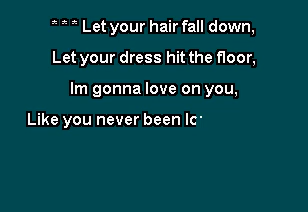 * * * Let your hair fall down,
Let your dress hit the floor,
Im gonna love on you,
Like you never been